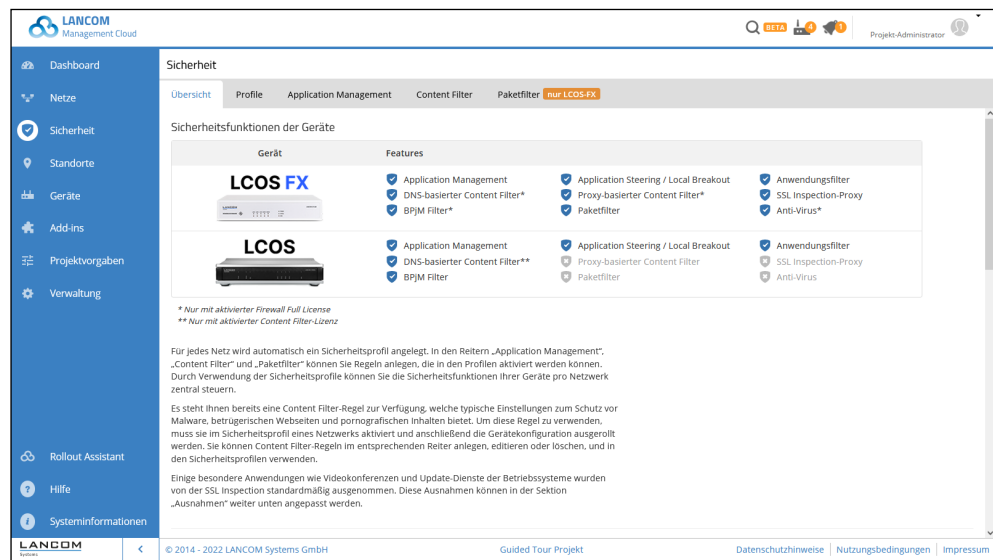 LANCOM
Management Cloud
BETA
4
1
Projekt-Administrator
Dashboard
Netze
Sicherheit
Standorte
Geräte
Add-ins
Projektvorgaben
Verwaltung
Rollout Assistant
Hilfe
Systeminformationen
LANCOM
Systems
Sicherheit
Übersicht Profile Application Management Content Filter Paketfilter nur LCOS-FX
Sicherheitsfunktionen der Geräte
Gerät Features
LCOS FX
Application Management Application Steering / Local Breakout Anwendungsfilter
DNS-basierter Content Filter* Proxy-basierter Content Filter* SSL Inspection-Proxy
BPjM Filter* Paketfilter Anti-Virus*
LCOS
Application Management Application Steering / Local Breakout Anwendungsfilter
DNS-basierter Content Filter** Proxy-basierter Content Filter SSL Inspection-Proxy
BPjM Filter Paketfilter Anti-Virus
* Nur mit aktivierter Firewall Full License
** Nur mit aktivierter Content Filter-Lizenz
Für jedes Netz wird automatisch ein Sicherheitsprofil angelegt. In den Reitern „Application Management“,
„Content Filter“ und „Paketfilter“ können Sie Regeln anlegen, die in den Profilen aktiviert werden können.
Durch Verwendung der Sicherheitsprofile können Sie die Sicherheitsfunktionen Ihrer Geräte pro Netzwerk
zentral steuern.
Es steht Ihnen bereits eine Content Filter-Regel zur Verfügung, welche typische Einstellungen zum Schutz vor
Malware, betrügerischen Webseiten und pornografischen Inhalten bietet. Um diese Regel zu verwenden,
muss sie im Sicherheitsprofil eines Netzwerks aktiviert und anschließend die Gerätekonfiguration ausgerollt
werden. Sie können Content Filter-Regeln im entsprechenden Reiter anlegen, editieren oder löschen, und in
den Sicherheitsprofilen verwenden.
Einige besondere Anwendungen wie Videokonferenzen und Update-Dienste der Betriebssysteme wurden
von der SSL Inspection standardmäßig ausgenommen. Diese Ausnahmen können in der Sektion
„Ausnahmen“ weiter unten angepasst werden.
© 2014 - 2022 LANCOM Systems GmbH Guided Tour Projekt Datenschutzhinweise Nutzungsbedingungen Impressum